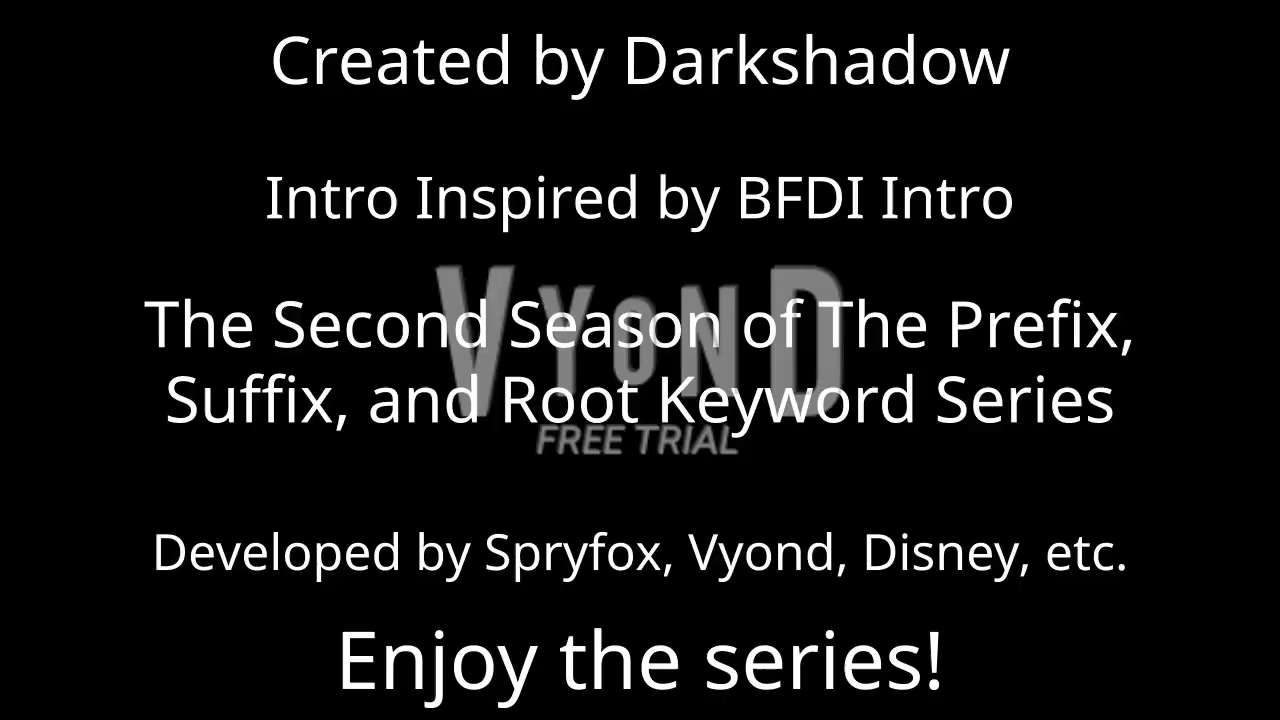 Created by Darkshadow
Intro Inspired by BFDI Intro
VYOND
The Second Season of The Prefix,
Suffix, and Root Keyword Series
FREE TRIAL
Developed by Spryfox, Vyond, Disney, etc.
Enjoy the series!